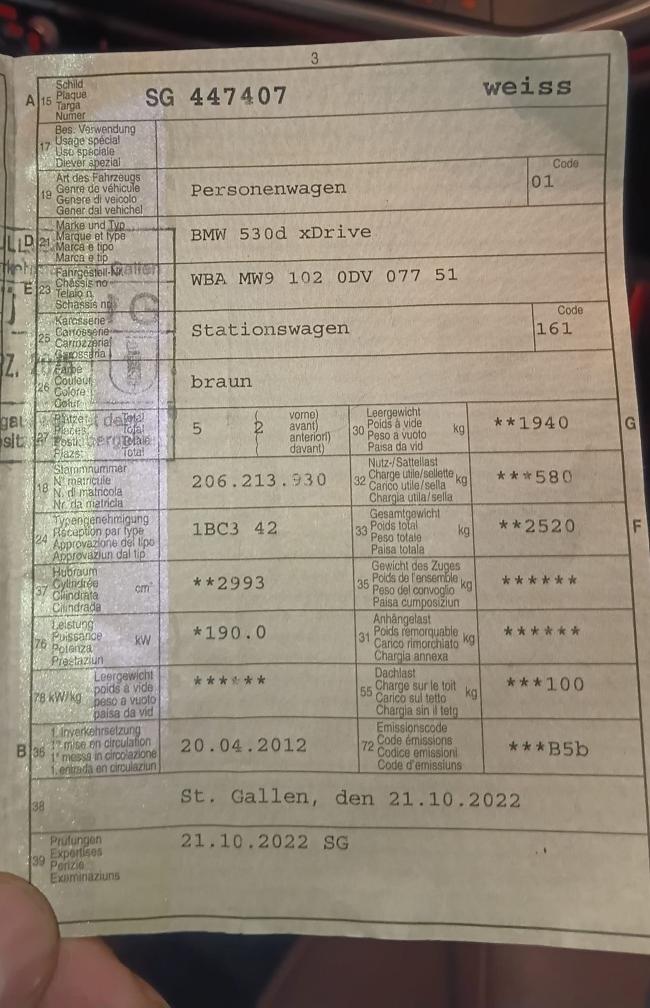 3
A 15 Schild
Plaque
Targa
Numer
SG 447407 weiss
17 Bes. Verwendung
Usage spécial
Uso speciale
Diever spezial
19 Art des Fahrzeugs
Genre de véhicule
Genere di veicolo
Gener dal vehichel
Personenwagen
Code
01
D 21 Marke und Typ
Marque et type
Marca e tipo
Marca e tip
BMW 530d xDrive
E 23 Fahrgestell-Nr.
Châssis no
Telaio n.
Schassis nr.
WBA MW9 102 0DV 077 51
25 Karosserie
Carrosserie
Carrozzeria
Carossaria
Stationswagen
Code
161
26 Farbe
Couleur
Colore
Colur
braun
27 Plätze: Total
Places: Total
Posti: Totale
Plazs: Total
5 ( 2 vorne)
avant)
anteriori)
davant)
30 Leergewicht
Poids à vide
Peso a vuoto
Paisa da vid
kg
**1940
G
18 Stammnummer
N° matricule
N. di matricola
Nr. da matricla
206.213.930
32 Nutz-/Sattellast
Charge utile/sellette
Carico utile/sella
Chargia utila/sella
kg
***580
24 Typengenehmigung
Réception par type
Approvazione del tipo
Approvaziun dal tip
1BC3 42
33 Gesamtgewicht
Poids total
Peso totale
Paisa totala
kg
**2520
F
37 Hubraum
Cylindrée
Cilindrata
Cilindrada
cm³
**2993
35 Gewicht des Zuges
Poids de l'ensemble
Peso del convoglio
Paisa cumposiziun
kg
******
76 Leistung
Puissance
Potenza
Prestaziun
kW
*190.0
31 Anhängelast
Poids remorquable
Carico rimorchiato
Chargia annexa
kg
******
78 kW/kg Leergewicht
poids à vide
peso a vuoto
paisa da vid
******
55 Dachlast
Charge sur le toit
Carico sul tetto
Chargia sin il tetg
kg
***100
B 36 1. Inverkehrsetzung
1re mise en circulation
1a messa in circolazione
1. entrada en circulaziun
20.04.2012
72 Emissionscode
Code émissions
Codice emissioni
Code d'emissiuns
***B5b
38
St. Gallen, den 21.10.2022
39 Prüfungen
Expertises
Perizie
Examinaziuns
21.10.2022 SG